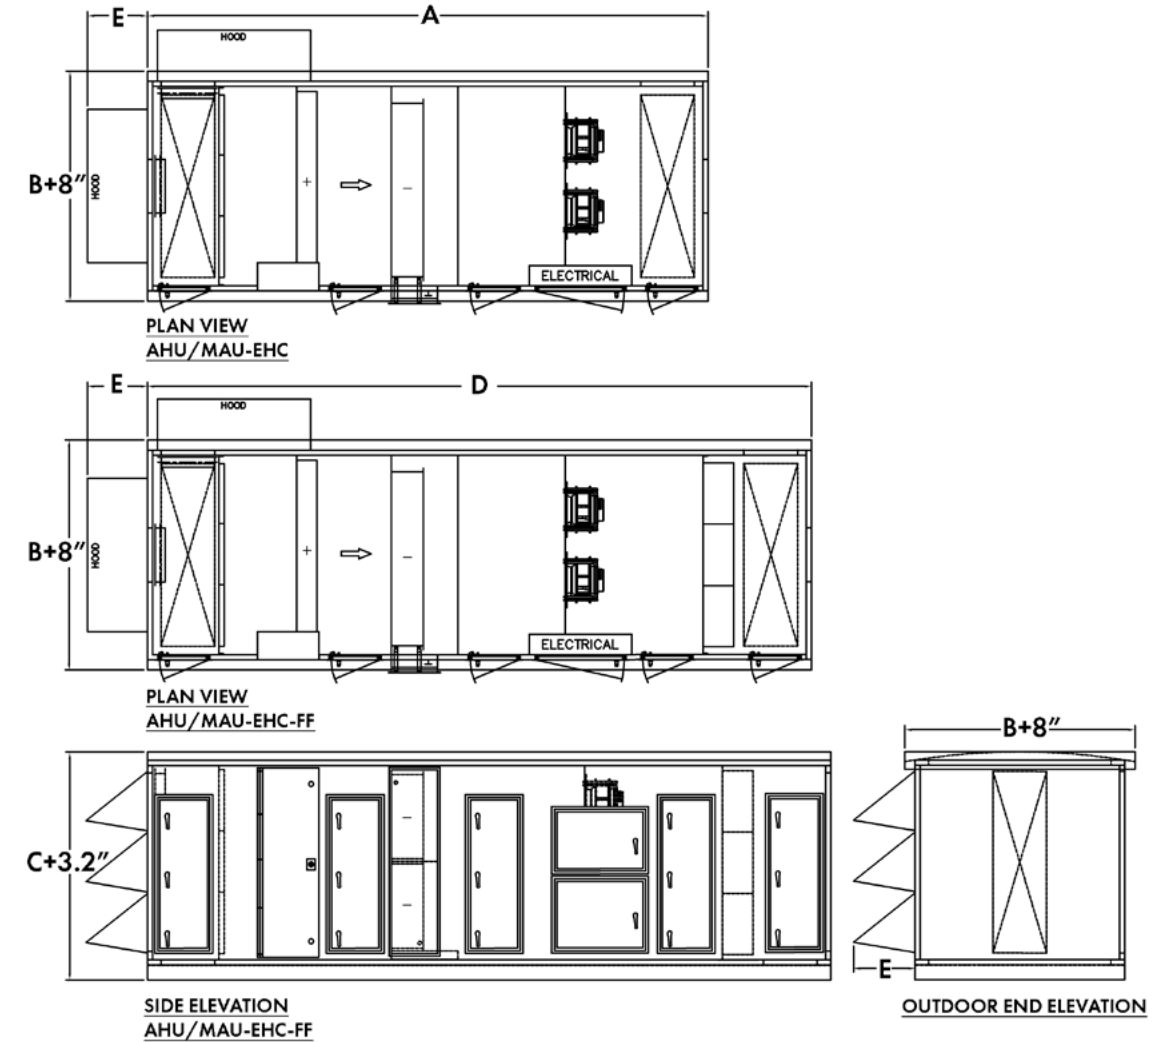 E
A
HOOD
B+8″
HOOD
ELECTRICAL
PLAN VIEW
AHU/MAU-EHC
E
D
HOOD
B+8″
HOOD
ELECTRICAL
PLAN VIEW
AHU/MAU-EHC-FF
B+8″
C+3.2″
E
SIDE ELEVATION
AHU/MAU-EHC-FF
OUTDOOR END ELEVATION